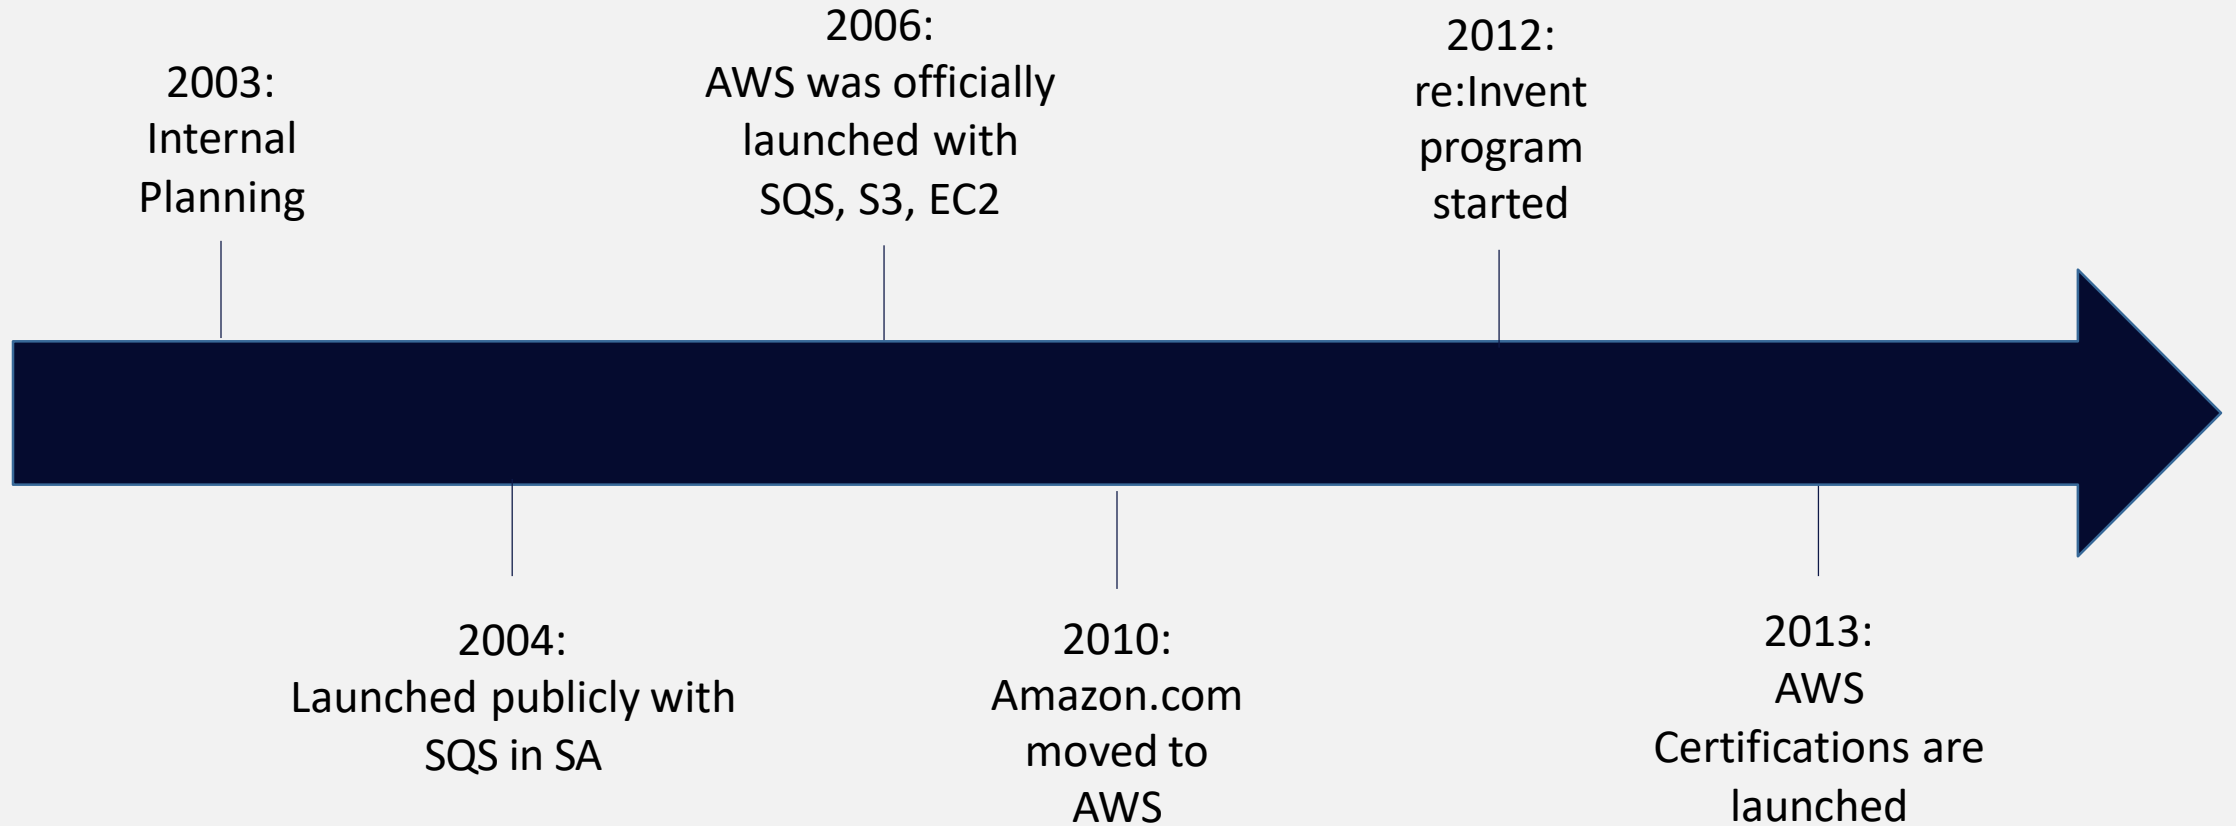 2003:
Internal
Planning
2004:
Launched publicly with
SQS in SA
2006:
AWS was officially
launched with
SQS, S3, EC2
2010:
Amazon.com
moved to
AWS
2012:
re:Invent
program
started
2013:
AWS
Certifications are
launched